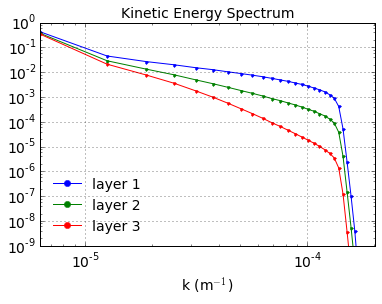 Kinetic Energy Spectrum
10^0
10^-1
10^-2
10^-3
10^-4
10^-5
10^-6
10^-7
10^-8
10^-9
layer 1
layer 2
layer 3
10^-5 10^-4
k (m^-1)